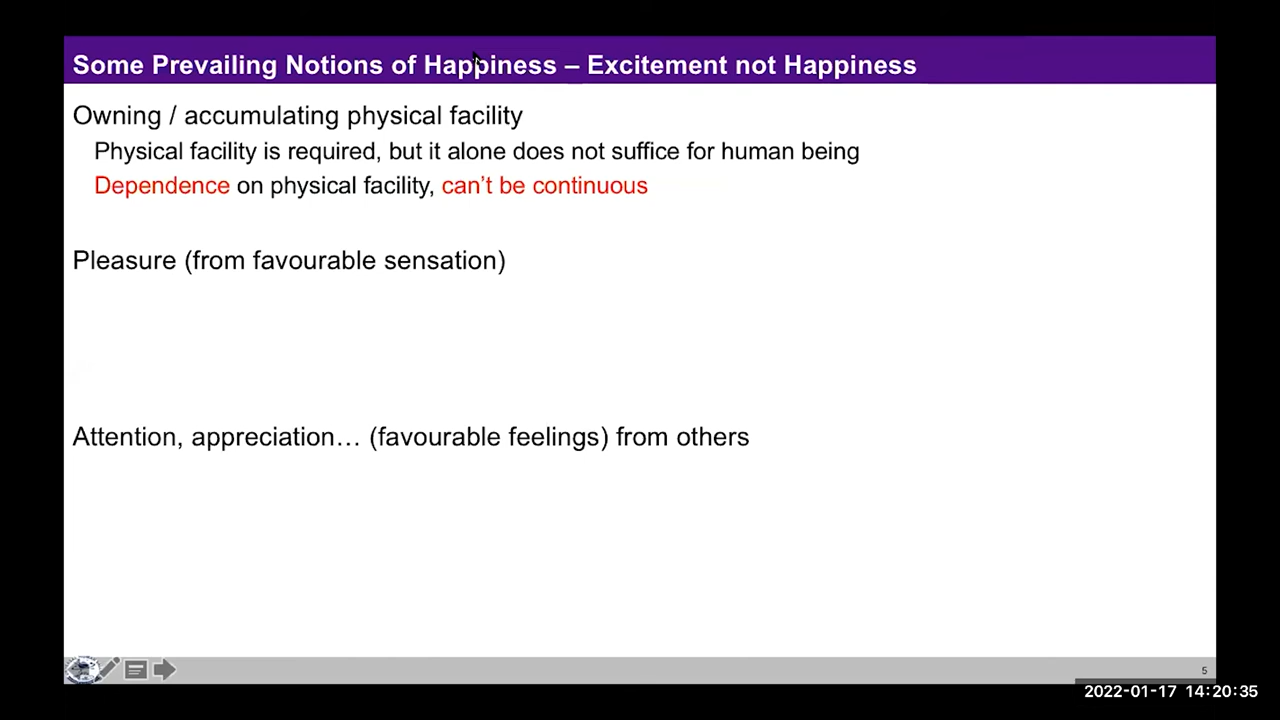 Some Prevailing Notions of Happiness – Excitement not Happiness
Owning / accumulating physical facility
Physical facility is required, but it alone does not suffice for human being
Dependence on physical facility, can’t be continuous
Pleasure (from favourable sensation)
Attention, appreciation… (favourable feelings) from others
5
2022-01-17 14:20:35